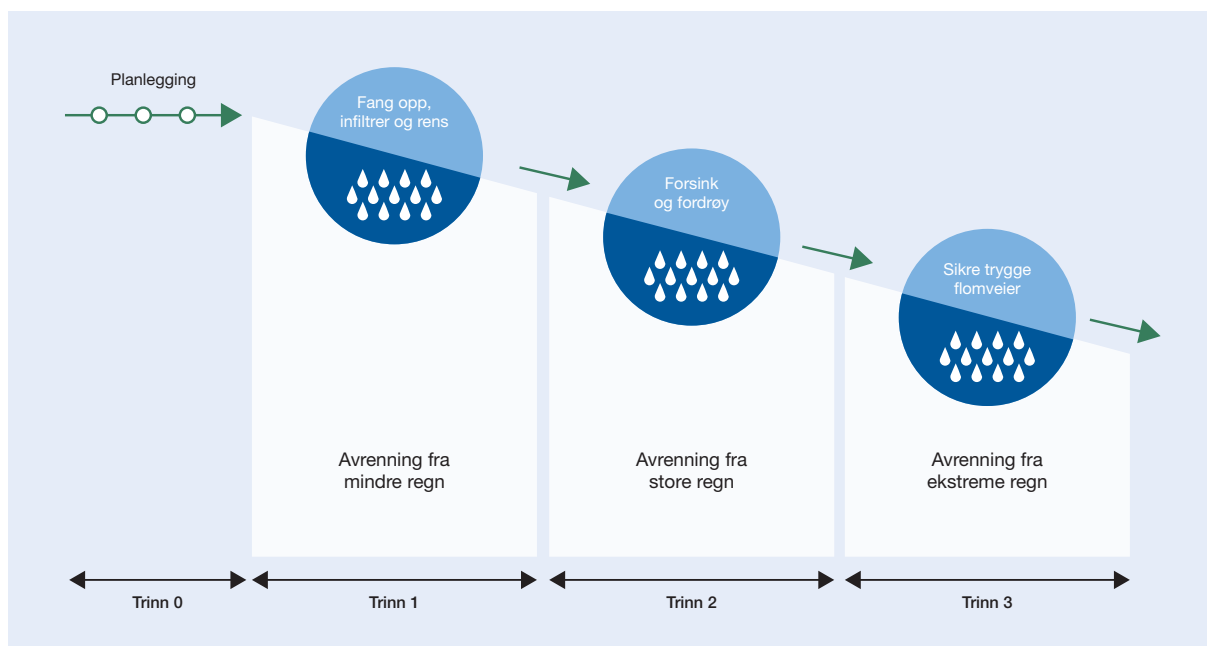 Planlegging
Fang opp,
infiltrer og rens
Forsink
og fordrøy
Sikre trygge
flomveier
Avrenning fra
mindre regn
Avrenning fra
store regn
Avrenning fra
ekstreme regn
Trinn 0
Trinn 1
Trinn 2
Trinn 3